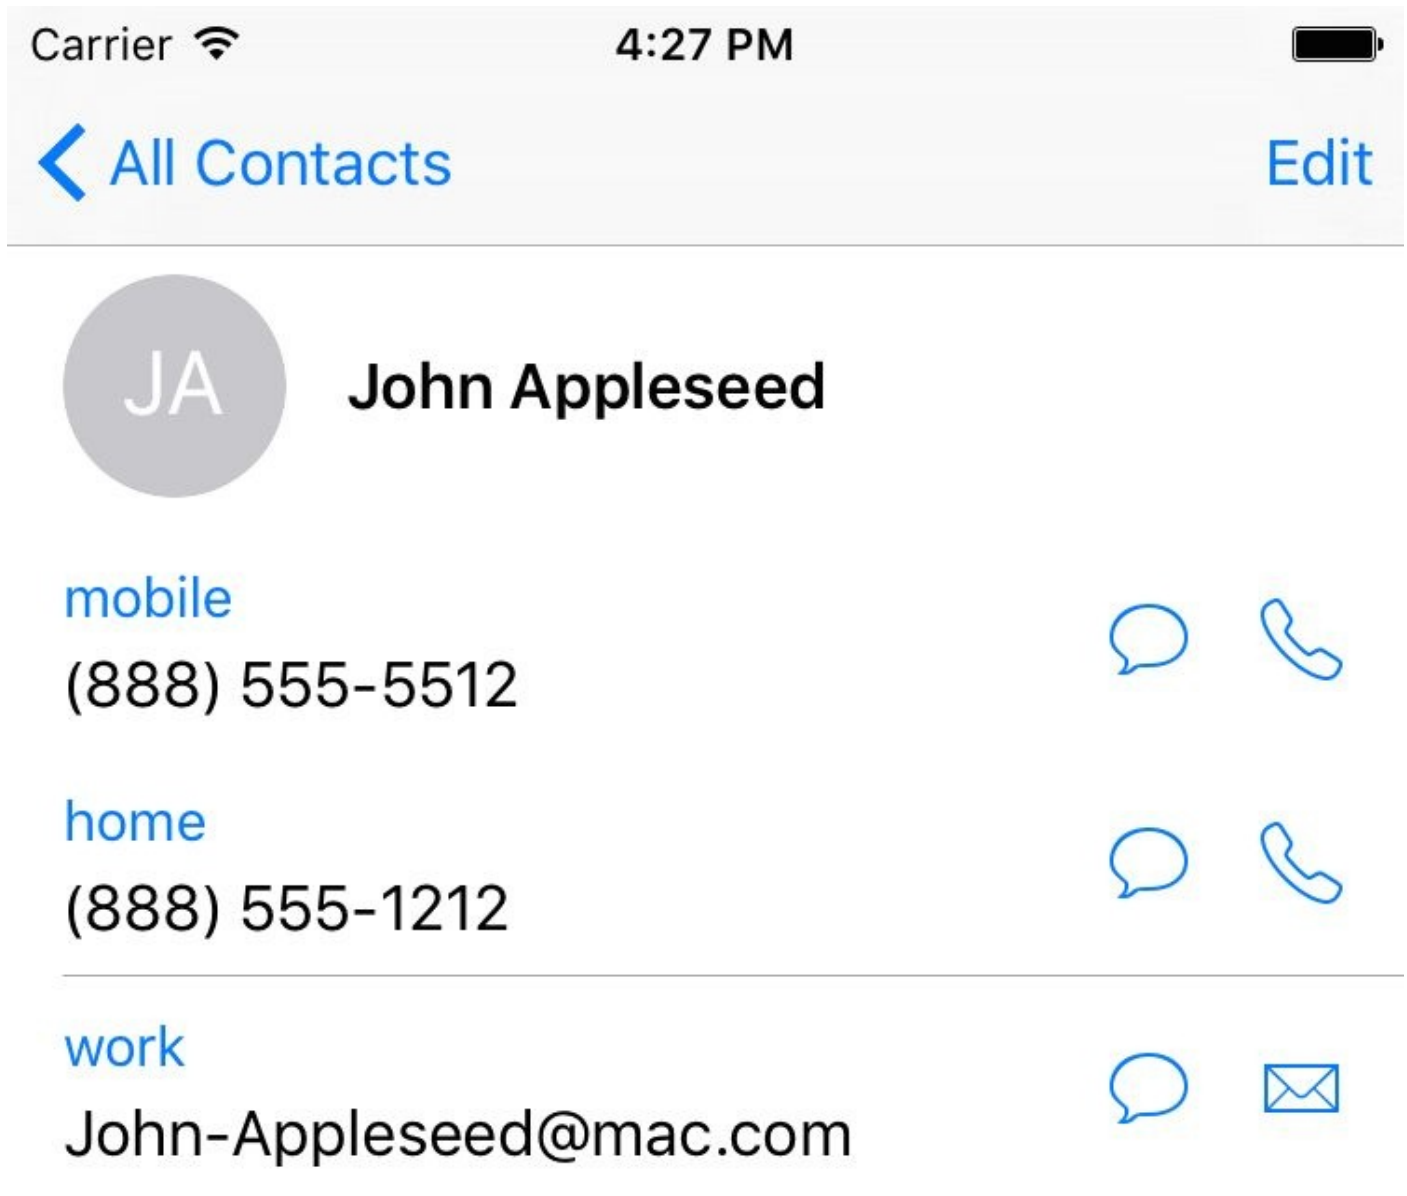 Carrier 4:27 PM
All Contacts Edit
JA John Appleseed
mobile
(888) 555-5512
home
(888) 555-1212
work
John-Appleseed@mac.com